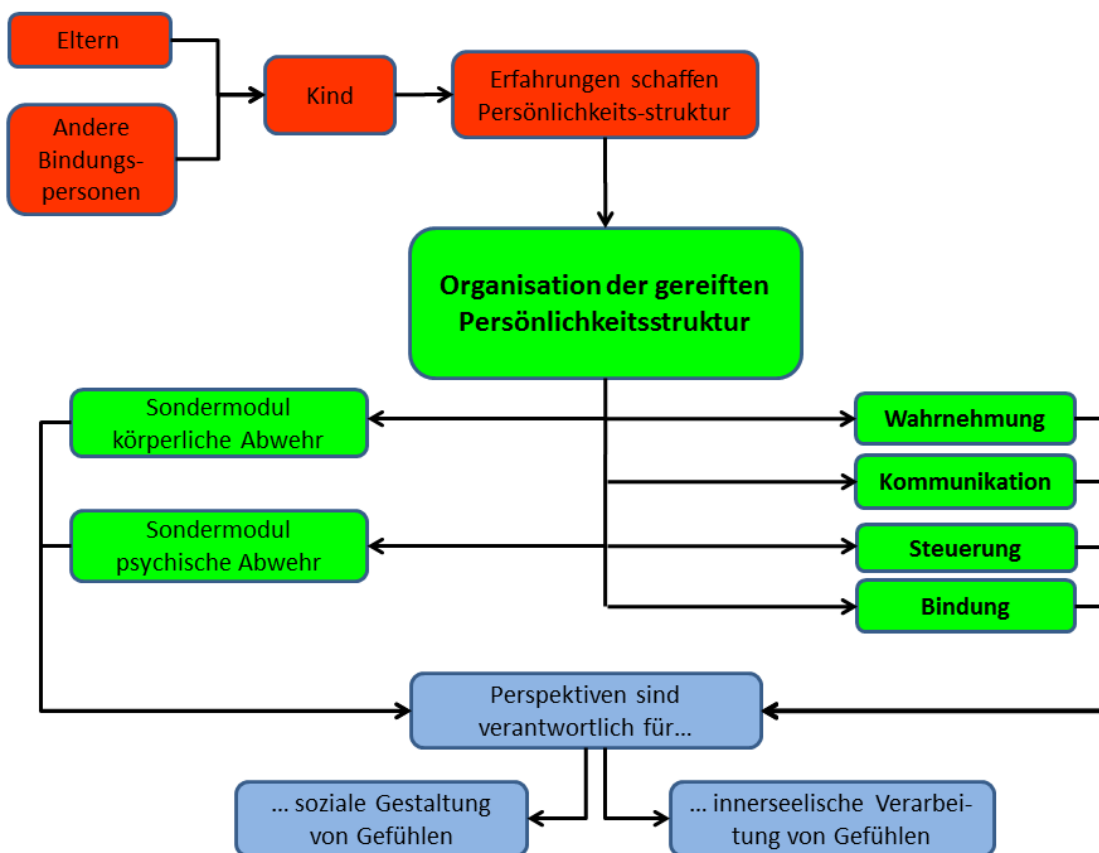 Eltern
Andere
Bindungs-
personen
Kind
Erfahrungen schaffen
Persönlichkeits-struktur
Organisation der gereiften
Persönlichkeitsstruktur
Sondermodul
körperliche Abwehr
Sondermodul
psychische Abwehr
Wahrnehmung
Kommunikation
Steuerung
Bindung
Perspektiven sind
verantwortlich für...
... soziale Gestaltung
von Gefühlen
... innerseelische Verarbei-
tung von Gefühlen